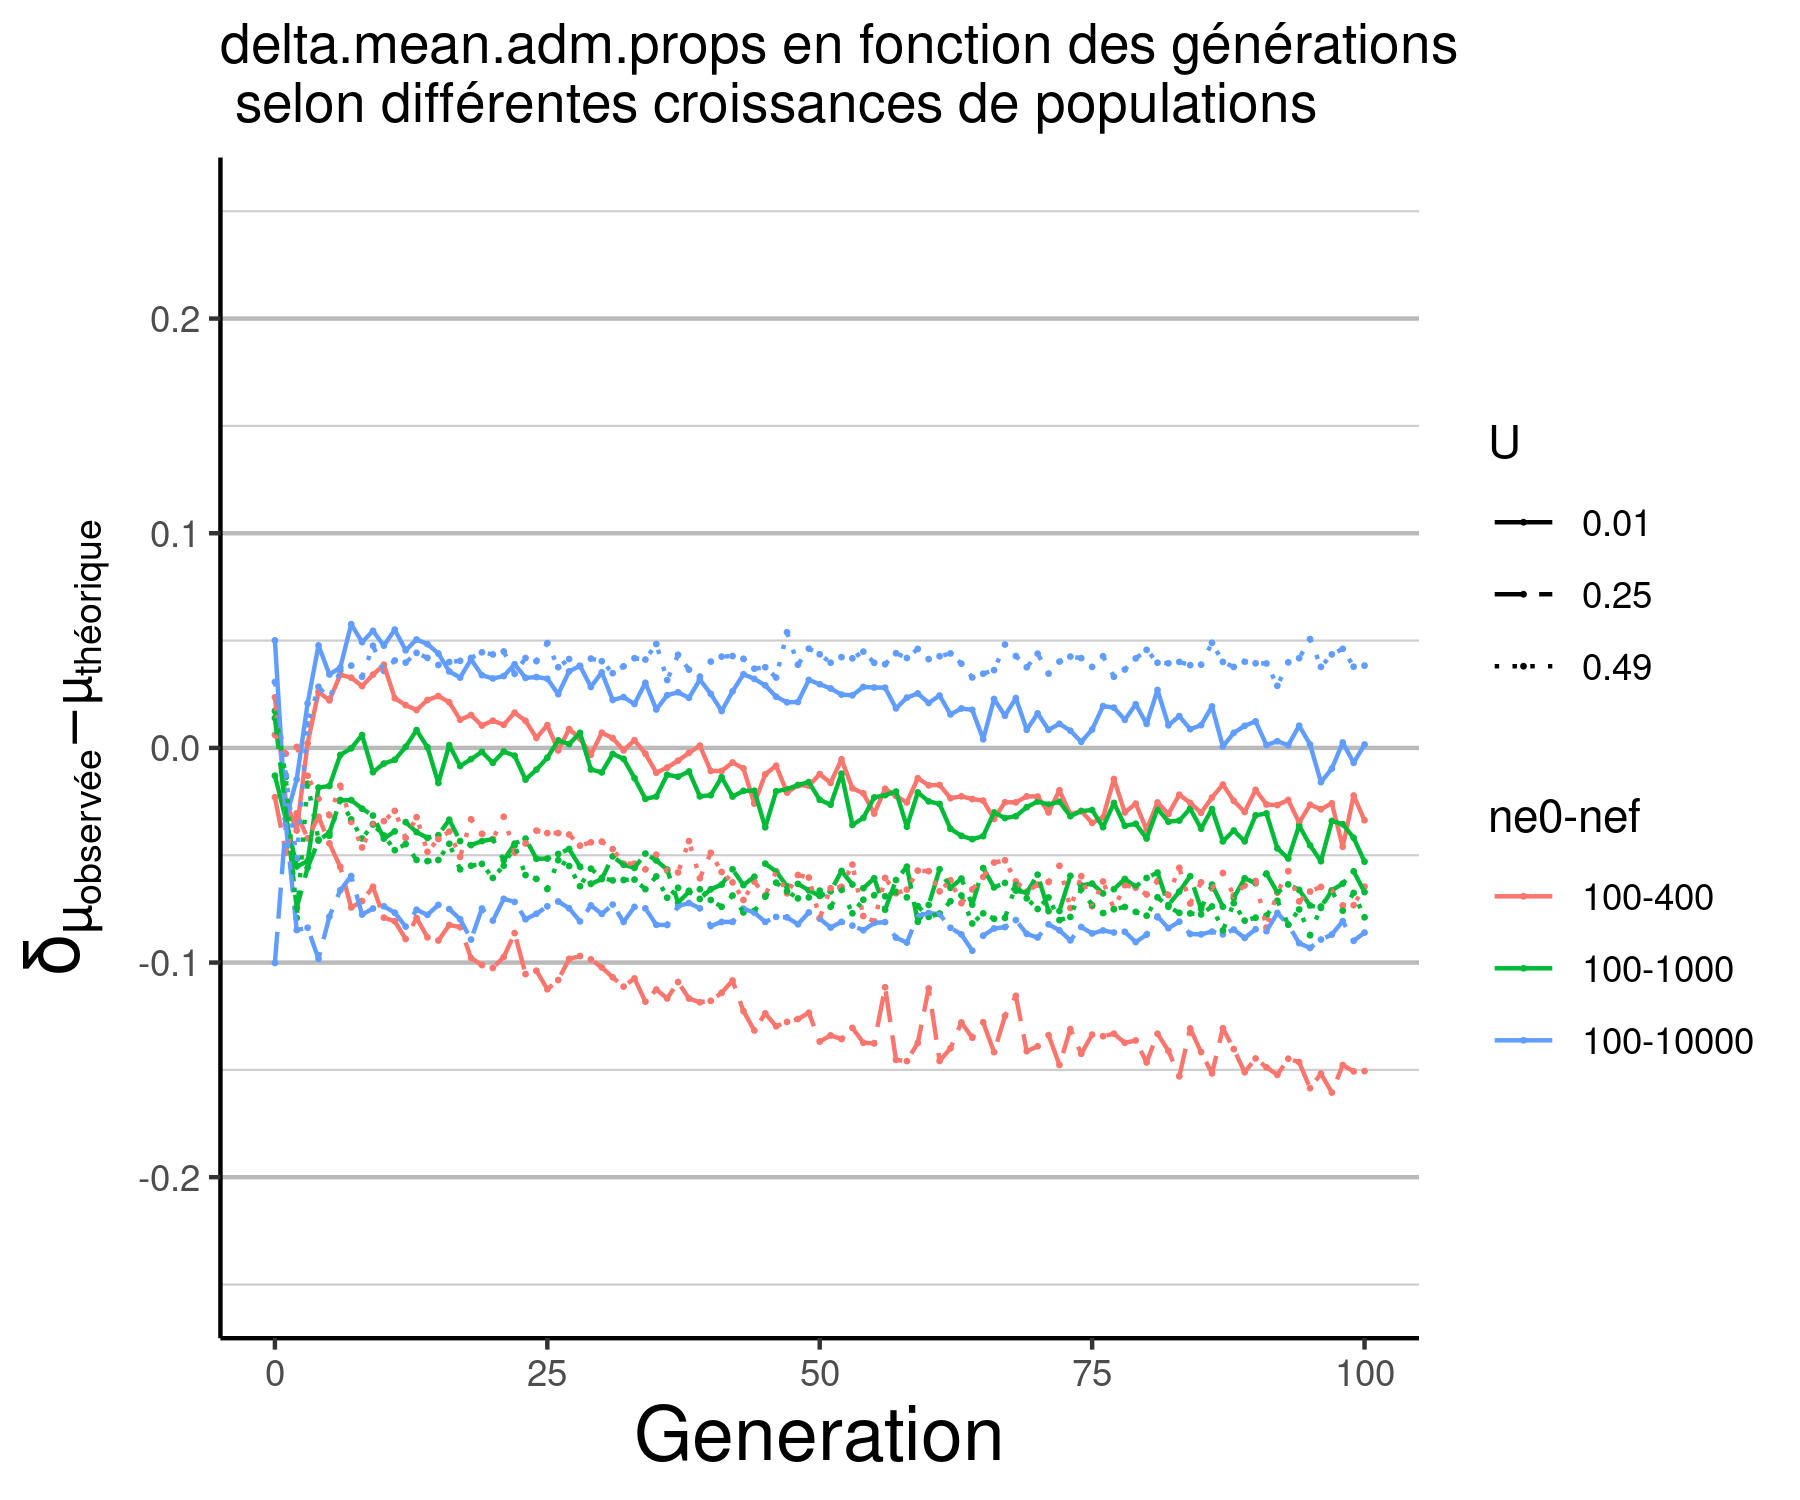 delta.mean.adm.props en fonction des générations
selon différentes croissances de populations
δμobservée − μthéorique
0.2
0.1
0.0
-0.1
-0.2
0 25 50 75 100
Generation
U
0.01
0.25
0.49
ne0-nef
100-400
100-1000
100-10000